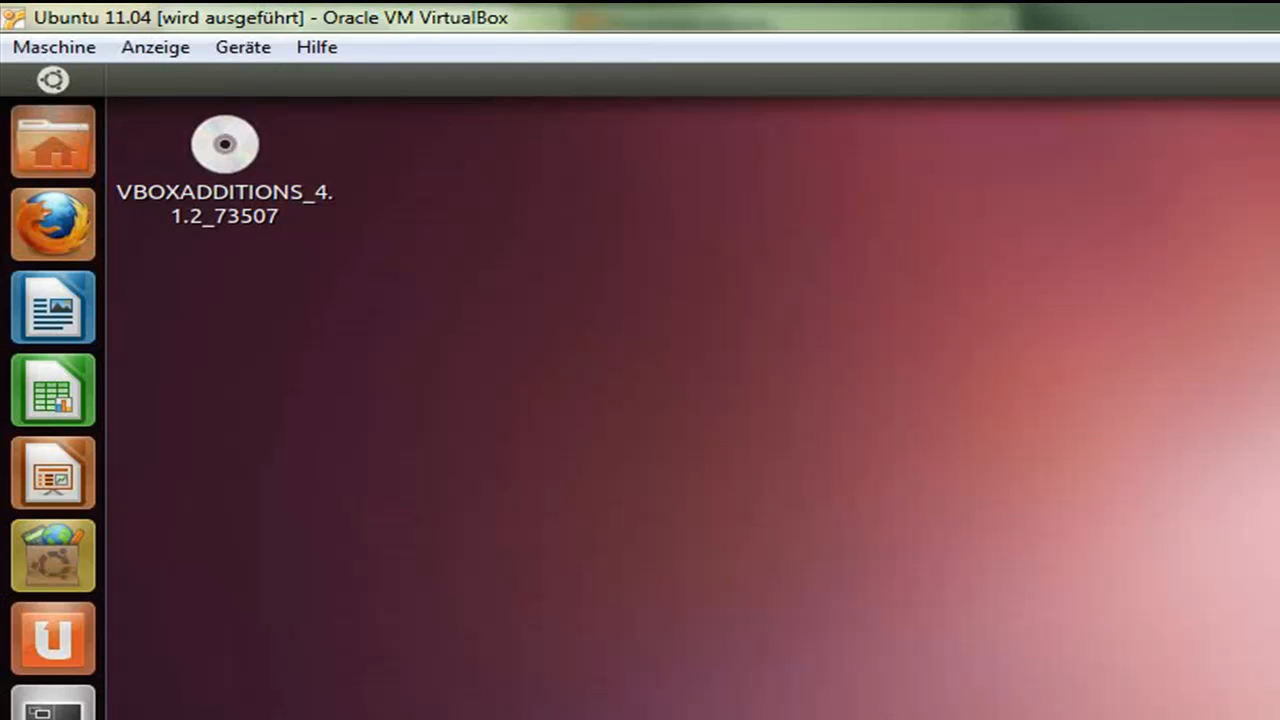 Ubuntu 11.04 [wird ausgeführt] - Oracle VM VirtualBox
Maschine Anzeige Geräte Hilfe
VBOXADDITIONS_4.
1.2_73507